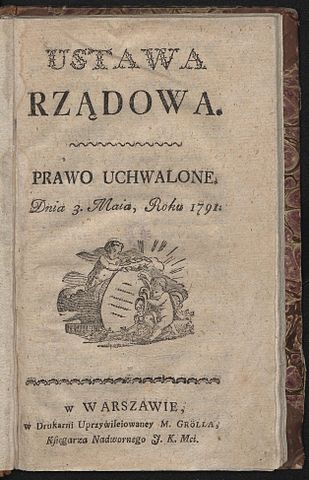 USTAWA
RZĄDOWA.
PRAWO UCHWALONE,
Dnia 3. Maia, Roku 1791.
w WARSZAWIE,
w Drukarni Uprzywileiowaney M. GRÖLLA,
Księgarza Nadwornego J. K. Mci.